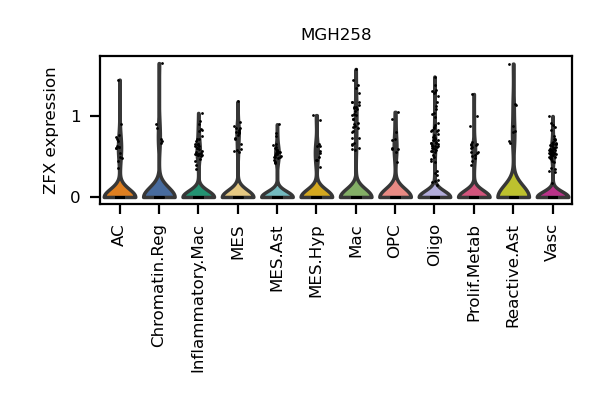 MGH258
ZFX expression
1
0
AC
Chromatin.Reg
Inflammatory.Mac
MES
MES.Ast
MES.Hyp
Mac
OPC
Oligo
Prolif.Metab
Reactive.Ast
Vasc